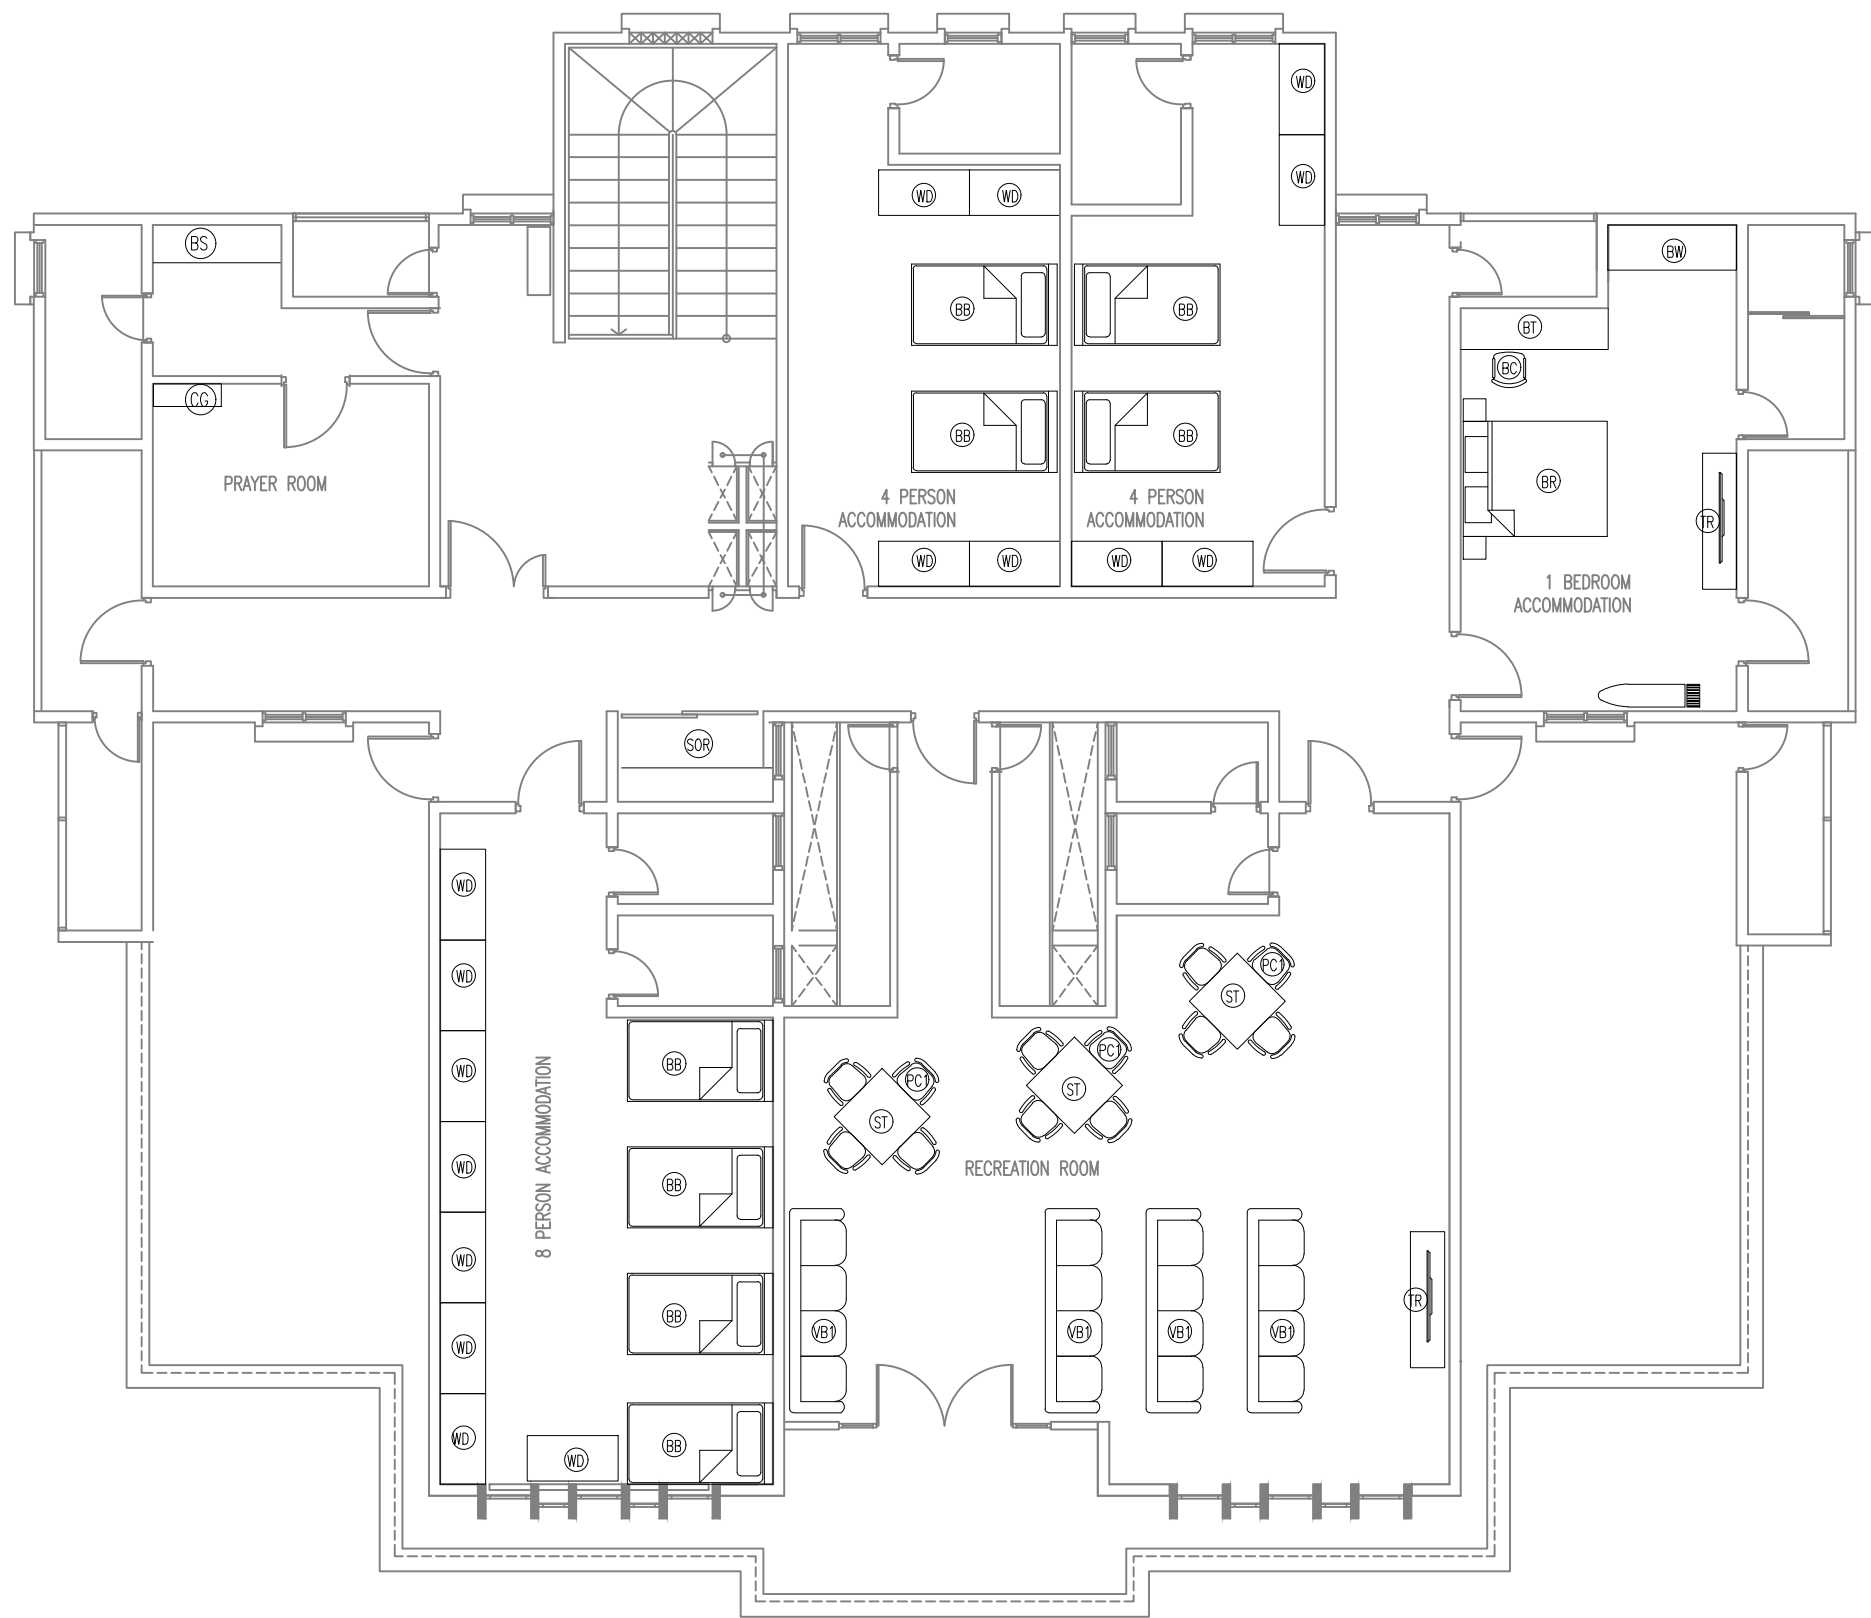 WD
WD
WD
WD
BS
BW
BB
BB
BT
BC
CG
BB
BB
PRAYER ROOM
4 PERSON
ACCOMMODATION
4 PERSON
ACCOMMODATION
BR
TR
WD
WD
WD
WD
1 BEDROOM
ACCOMMODATION
SOR
WD
WD
WD
WD
WD
WD
WD
WD
8 PERSON ACCOMMODATION
BB
BB
BB
BB
PC1
ST
PC1
ST
PC1
ST
RECREATION ROOM
VB1
VB1
VB1
VB1
TR